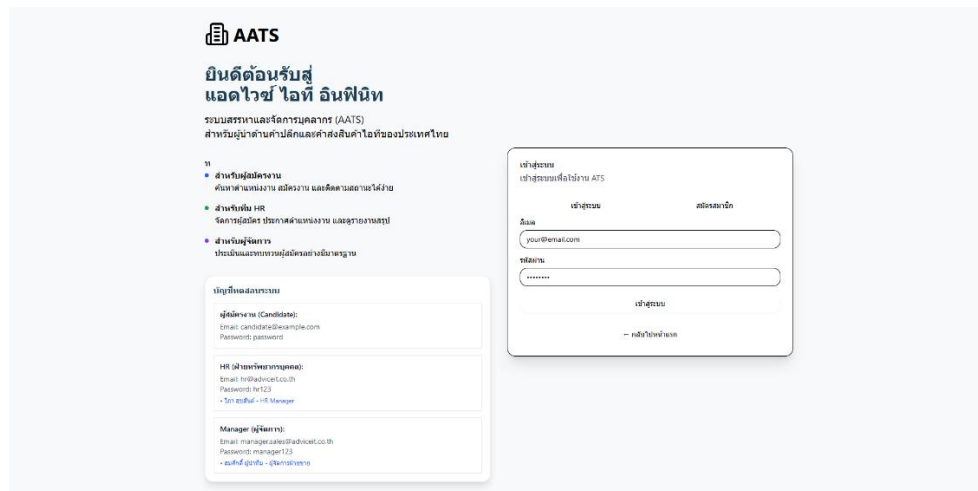 AATS
ยินดีต้อนรับสู่
แอดไวซ์ ไอที อินฟินิท
ระบบสรรหาและจัดการบุคลากร (AATS)
สำหรับผู้นำด้านค้าปลีกและค้าส่งสินค้าไอทีของประเทศไทย
ท
สำหรับผู้สมัครงาน
ค้นหาตำแหน่งงาน สมัครงาน และติดตามสถานะได้ง่าย
สำหรับทีม HR
จัดการผู้สมัคร ประกาศตำแหน่งงาน และดูรายงานสรุป
สำหรับผู้จัดการ
ประเมินและทบทวนผู้สมัครอย่างมีมาตรฐาน
บัญชีทดสอบระบบ
ผู้สมัครงาน (Candidate):
Email: candidate@example.com
Password: password
HR (ฝ่ายทรัพยากรบุคคล):
Email: hr@adviceit.co.th
Password: hr123
- HR Manager
Manager (ผู้จัดการ):
Email: manager.sales@adviceit.co.th
Password: manager123
- ผู้จัดการฝ่ายขาย
เข้าสู่ระบบ
เข้าสู่ระบบเพื่อใช้งาน ATS
เข้าสู่ระบบ สมัครสมาชิก
อีเมล
your@email.com
รหัสผ่าน
••••••••
เข้าสู่ระบบ
← กลับไปหน้าแรก